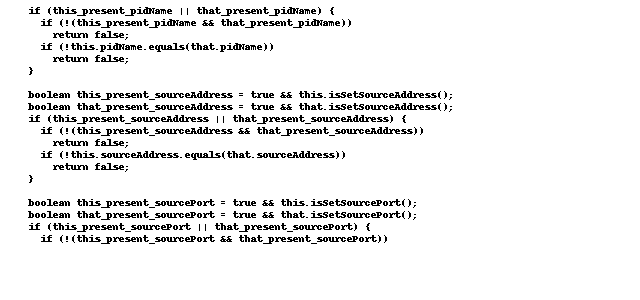 if (this_present_pidName || that_present_pidName) {
if (!(this_present_pidName && that_present_pidName))
return false;
if (!this.pidName.equals(that.pidName))
return false;
}
boolean this_present_sourceAddress = true && this.isSetSourceAddress();
boolean that_present_sourceAddress = true && that.isSetSourceAddress();
if (this_present_sourceAddress || that_present_sourceAddress) {
if (!(this_present_sourceAddress && that_present_sourceAddress))
return false;
if (!this.sourceAddress.equals(that.sourceAddress))
return false;
}
boolean this_present_sourcePort = true && this.isSetSourcePort();
boolean that_present_sourcePort = true && that.isSetSourcePort();
if (this_present_sourcePort || that_present_sourcePort) {
if (!(this_present_sourcePort && that_present_sourcePort))